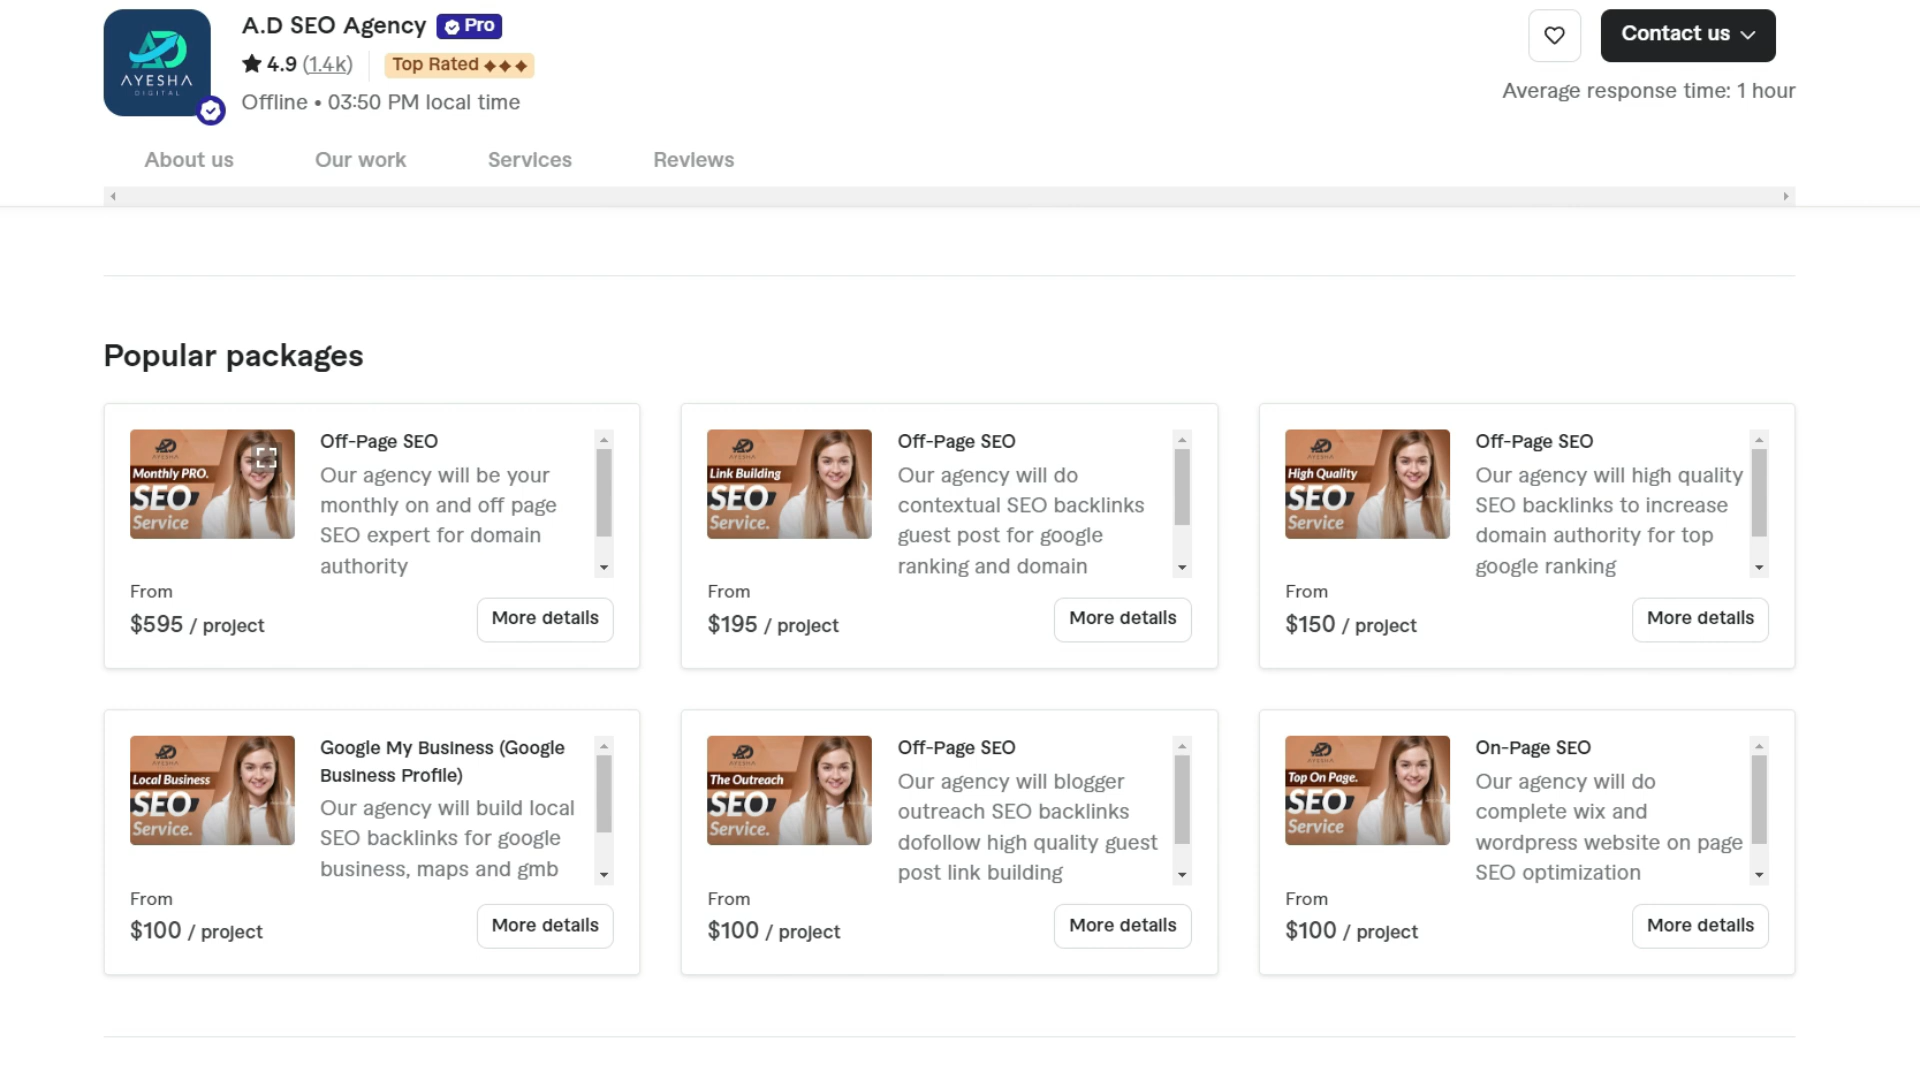 A.D SEO Agency Pro
4.9 (1.4k) Top Rated
Offline • 03:50 PM local time
Contact us
Average response time: 1 hour
AYESHA
DIGITAL
About us Our work Services Reviews
Popular packages
AYESHA
Monthly PRO.
SEO
Service
Off-Page SEO
Our agency will be your
monthly on and off page
SEO expert for domain
authority
From
$595 / project
More details
AYESHA
Link Building
SEO
Service.
Off-Page SEO
Our agency will do
contextual SEO backlinks
guest post for google
ranking and domain
From
$195 / project
More details
AYESHA
High Quality
SEO
Service
Off-Page SEO
Our agency will high quality
SEO backlinks to increase
domain authority for top
google ranking
From
$150 / project
More details
AYESHA
Local Business
SEO
Service.
Google My Business (Google
Business Profile)
Our agency will build local
SEO backlinks for google
business, maps and gmb
From
$100 / project
More details
AYESHA
The Outreach
SEO
Service.
Off-Page SEO
Our agency will blogger
outreach SEO backlinks
dofollow high quality guest
post link building
From
$100 / project
More details
AYESHA
Top On Page.
SEO
Service
On-Page SEO
Our agency will do
complete wix and
wordpress website on page
SEO optimization
From
$100 / project
More details